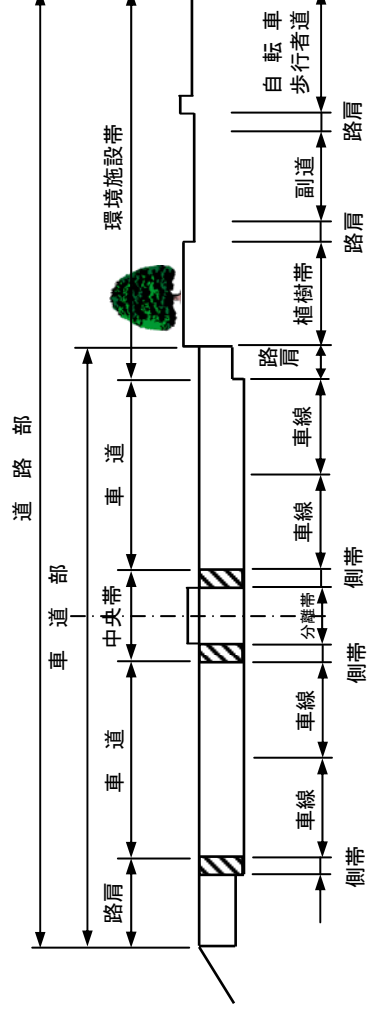 道路部
車道部
路肩
車道
中央帯
車道
環境施設帯
側帯
車線
車線
側帯
分離帯
側帯
車線
車線
路肩
植樹帯
路肩
副道
路肩
自転車
歩行者道